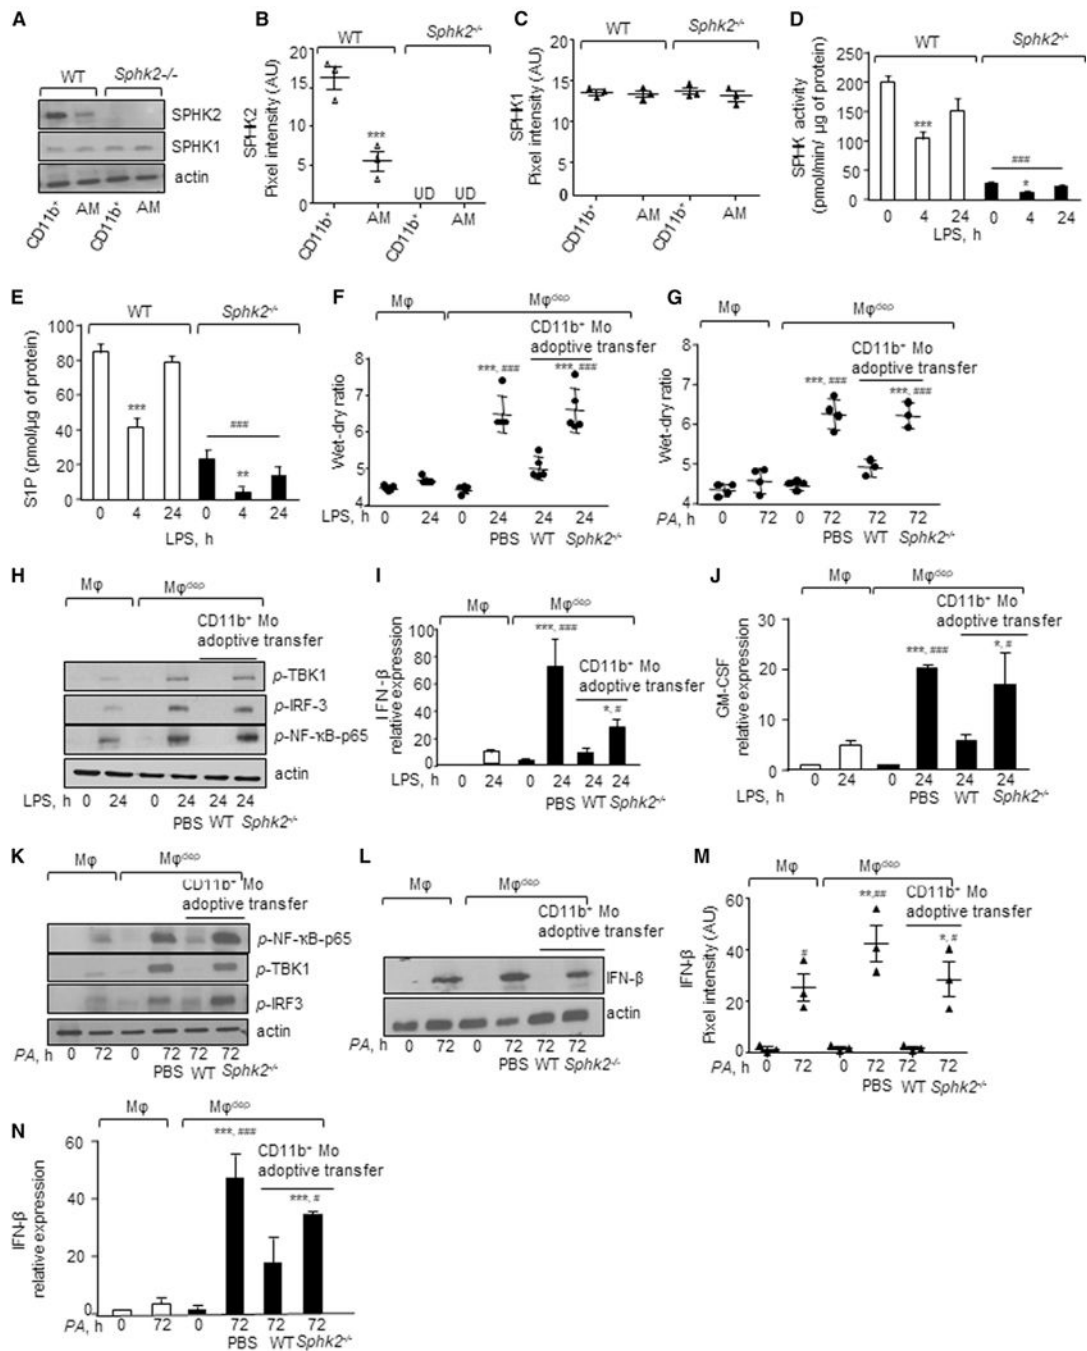 A
WT Sphk2-/-
SPHK2
SPHK1
actin
CD11b⁺ AM CD11b⁺ AM
B
WT Sphk2-/-
SPHK2
Pixel intensity (AU)
20
15
10
5
0
***
UD UD
CD11b⁺ AM CD11b⁺ AM
C
WT Sphk2-/-
SPHK1
Pixel intensity (AU)
20
15
10
5
0
CD11b⁺ AM CD11b⁺ AM
D
WT Sphk2-/-
SPHK activity
(pmol/min/ µg of protein)
250
200
150
100
50
0
***
###
*
0 4 24 0 4 24
LPS, h
E
WT Sphk2-/-
S1P (pmol/µg of protein)
100
80
60
40
20
0
***
###
**
0 4 24 0 4 24
LPS, h
F
Mφ Mφdep
CD11b⁺ Mo
adoptive transfer
***, ### ***, ###
Wet-dry ratio
8
7
6
5
4
LPS, h 0 24 0 24 24 24
PBS WT Sphk2-/-
G
Mφ Mφdep
CD11b⁺ Mo
adoptive transfer
***, ### ***, ###
Wet-dry ratio
8
7
6
5
4
PA, h 0 72 0 72 72 72
PBS WT Sphk2-/-
H
Mφ Mφdep
CD11b⁺ Mo
adoptive transfer
p-TBK1
p-IRF-3
p-NF-κB-p65
actin
LPS, h 0 24 0 24 24 24
PBS WT Sphk2-/-
I
Mφ Mφdep
***, ###
CD11b⁺ Mo
adoptive transfer
*, #
IFN-β
relative expression
100
80
60
40
20
0
LPS, h 0 24 0 24 24 24
PBS WT Sphk2-/-
J
Mφ Mφdep
CD11b⁺ Mo
adoptive transfer
***, ### *, #
GM-CSF
relative expression
30
20
10
0
LPS, h 0 24 0 24 24 24
PBS WT Sphk2-/-
K
Mφ Mφdep
CD11b⁺ Mo
adoptive transfer
p-NF-κB-p65
p-TBK1
p-IRF3
actin
PA, h 0 72 0 72 72 72
PBS WT Sphk2-/-
L
Mφ Mφdep
CD11b⁺ Mo
adoptive transfer
IFN-β
actin
PA, h 0 72 0 72 72 72
PBS WT Sphk2-/-
M
Mφ Mφdep
CD11b⁺ Mo
adoptive transfer
# **,## *, #
IFN-β
Pixel intensity (AU)
60
40
20
0
PA, h 0 72 0 72 72 72
PBS WT Sphk2-/-
N
Mφ Mφdep
***, ###
CD11b⁺ Mo
adoptive transfer
***, #
IFN-β
relative expression
60
40
20
0
PA, h 0 72 0 72 72 72
PBS WT Sphk2-/-